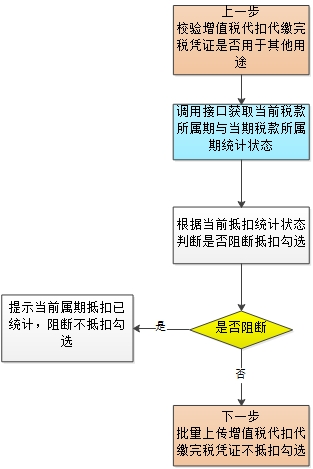 上一步
校验增值税代扣代缴完
税凭证是否用于其他用
途
调用接口获取当前税款
所属期与当期税款所属
期统计状态
根据当前抵扣统计状态
判断是否阻断抵扣勾选
提示当前属期抵扣已
统计，阻断不抵扣勾
选
是
是否阻断
否
下一步
批量上传增值税代扣代
缴完税凭证不抵扣勾选